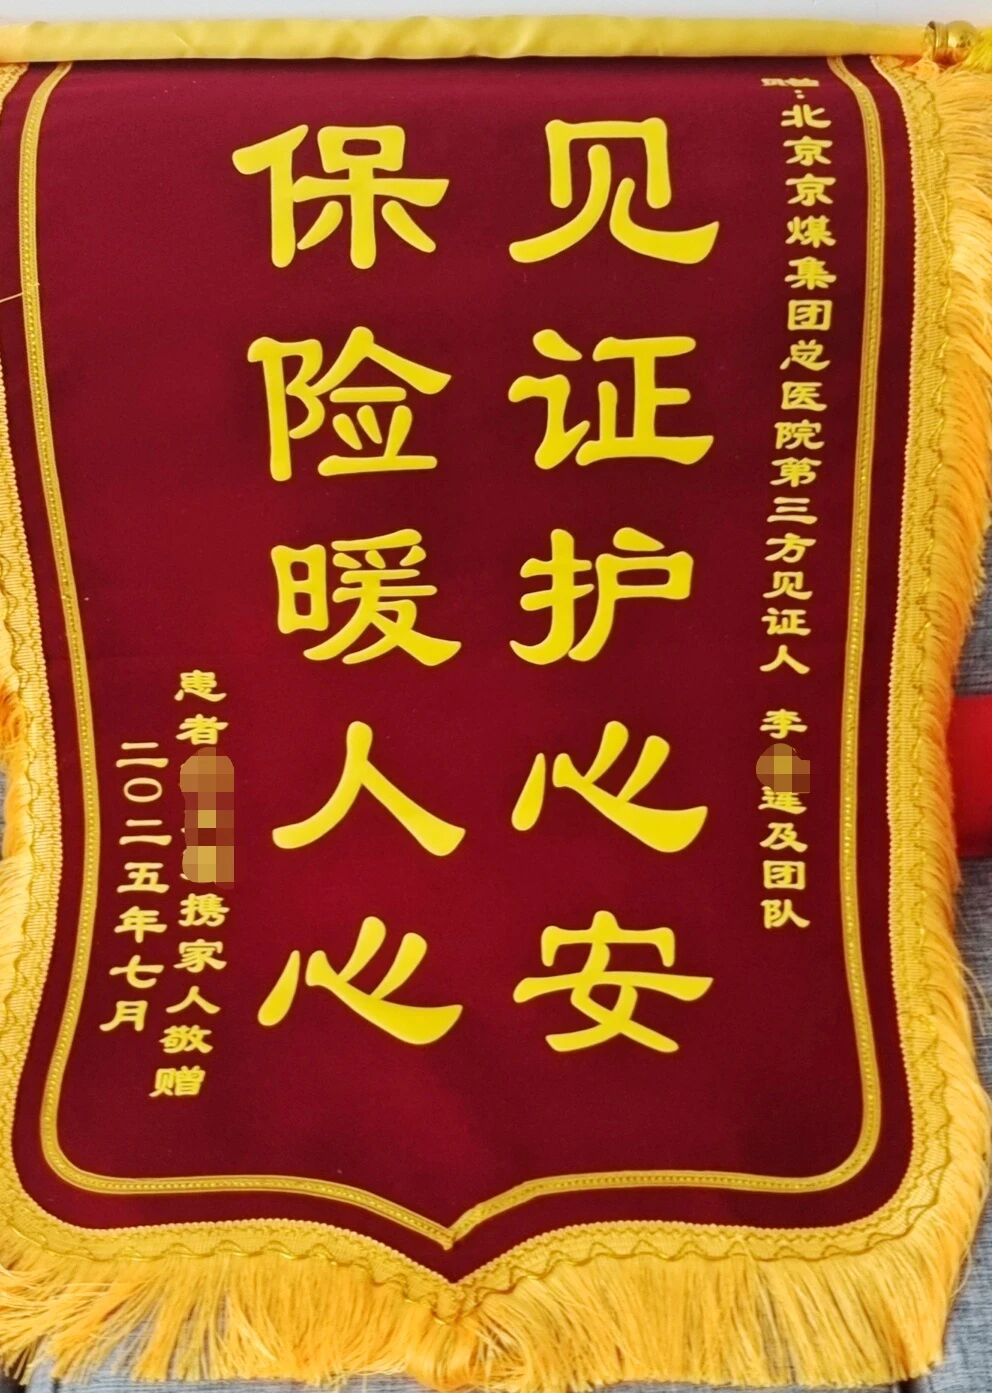 赠:北京京煤集团总医院第三方见证人 李莲及团队
见证护心安
保险暖人心
患者携家人敬赠
二〇二五年七月